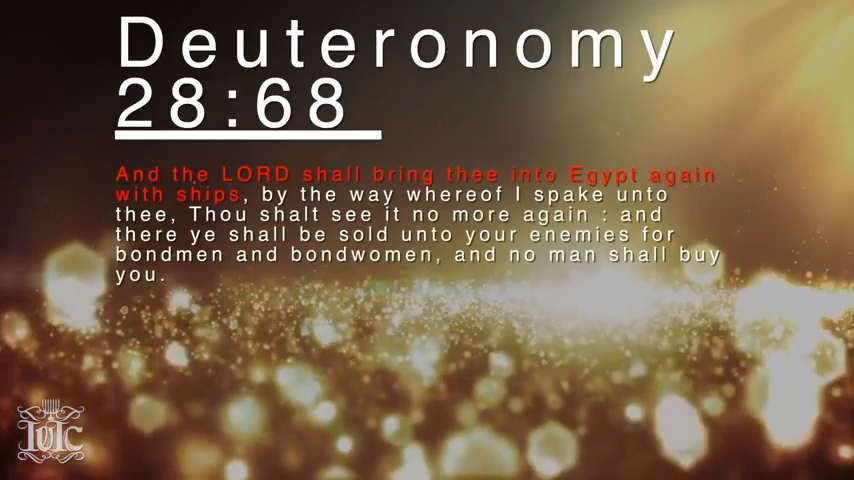 Deuteronomy
28:68
And the LORD shall bring thee into Egypt again
with ships, by the way whereof I spake unto
thee, Thou shalt see it no more again : and
there ye shall be sold unto your enemies for
bondmen and bondwomen, and no man shall buy
you.
IUIC